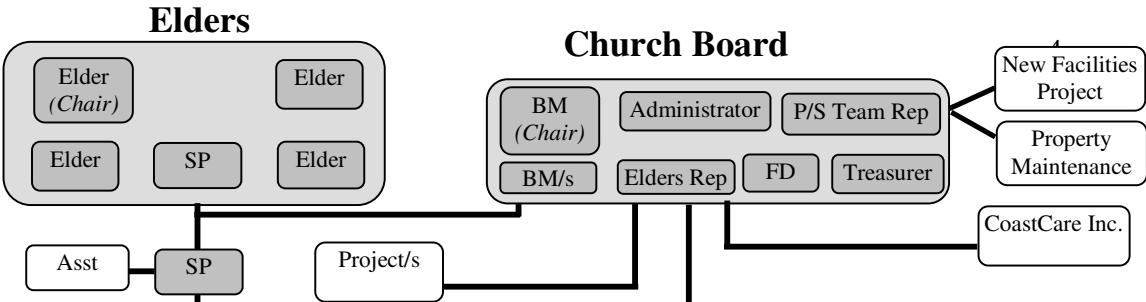 Elders
Church Board
Elder
(Chair)
Elder
Elder
SP
Elder
BM
(Chair)
Administrator
P/S Team Rep
BM/s
Elders Rep
FD
Treasurer
New Facilities
Project
Property
Maintenance
CoastCare Inc.
Asst
SP
Project/s